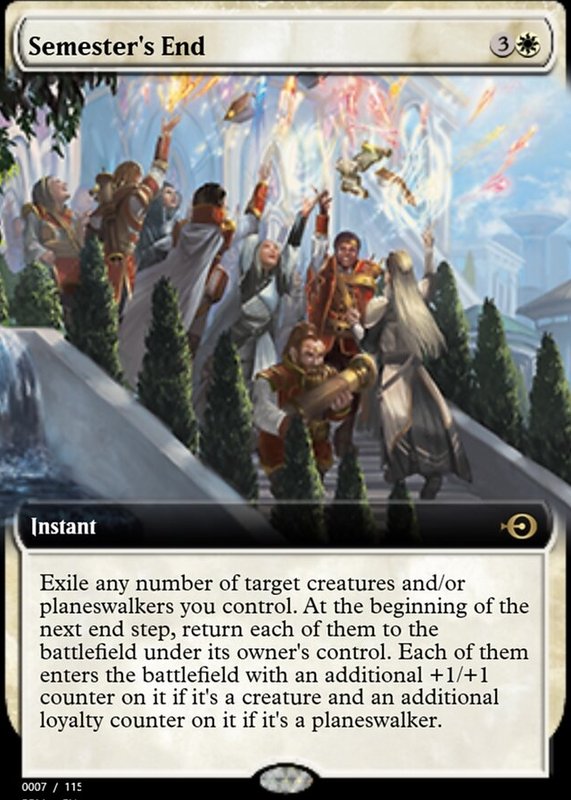 Semester's End
3
Instant
Exile any number of target creatures and/or
planeswalkers you control. At the beginning of the
next end step, return each of them to the
battlefield under its owner's control. Each of them
enters the battlefield with an additional +1/+1
counter on it if it's a creature and an additional
loyalty counter on it if it's a planeswalker.
0007 / 115